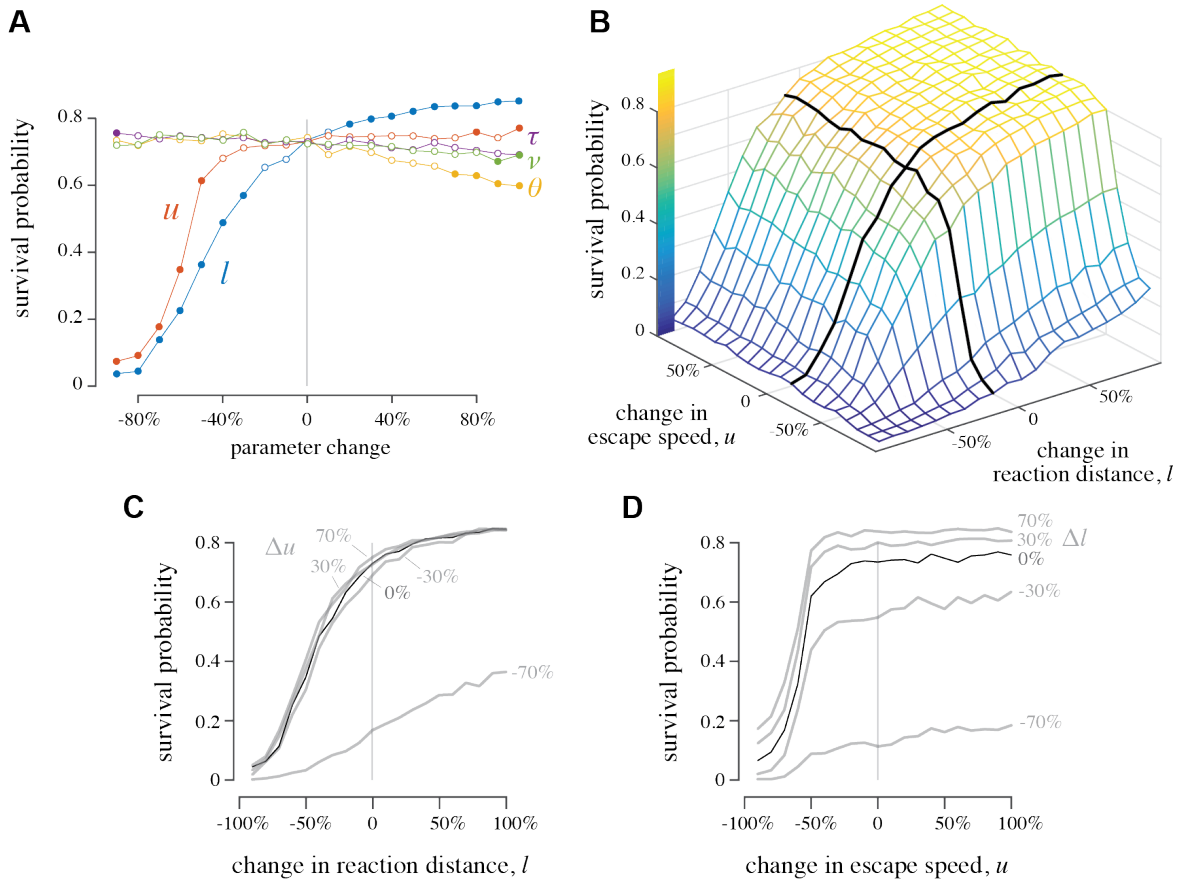 A
survival probability
0.8
0.6
0.4
0.2
0
u
l
τ
ν
θ
-80%
-40%
0
40%
80%
parameter change
B
survival probability
0.8
0.6
0.4
0.2
0
50%
0
-50%
change in
escape speed, u
-50%
0
50%
change in
reaction distance, l
C
survival probability
0.8
0.6
0.4
0.2
0
Δu
70%
30%
0%
-30%
-70%
-100%
-50%
0
50%
100%
change in reaction distance, l
D
survival probability
0.8
0.6
0.4
0.2
0
70%
30%
Δl
0%
-30%
-70%
-100%
-50%
0
50%
100%
change in escape speed, u